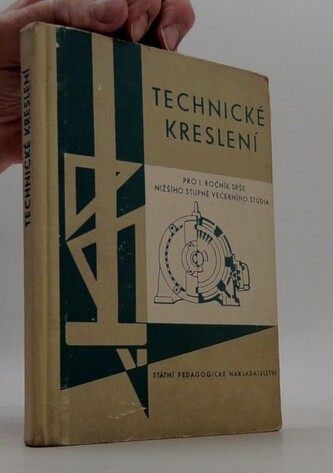 TECHNICKÉ KRESLENÍ
TECHNICKÉ
KRESLENÍ
PRO I. ROČNÍK SPŠE
NIŽŠÍHO STUPNĚ VEČERNÍHO STUDIA
STÁTNÍ PEDAGOGICKÉ NAKLADATELSTVÍ